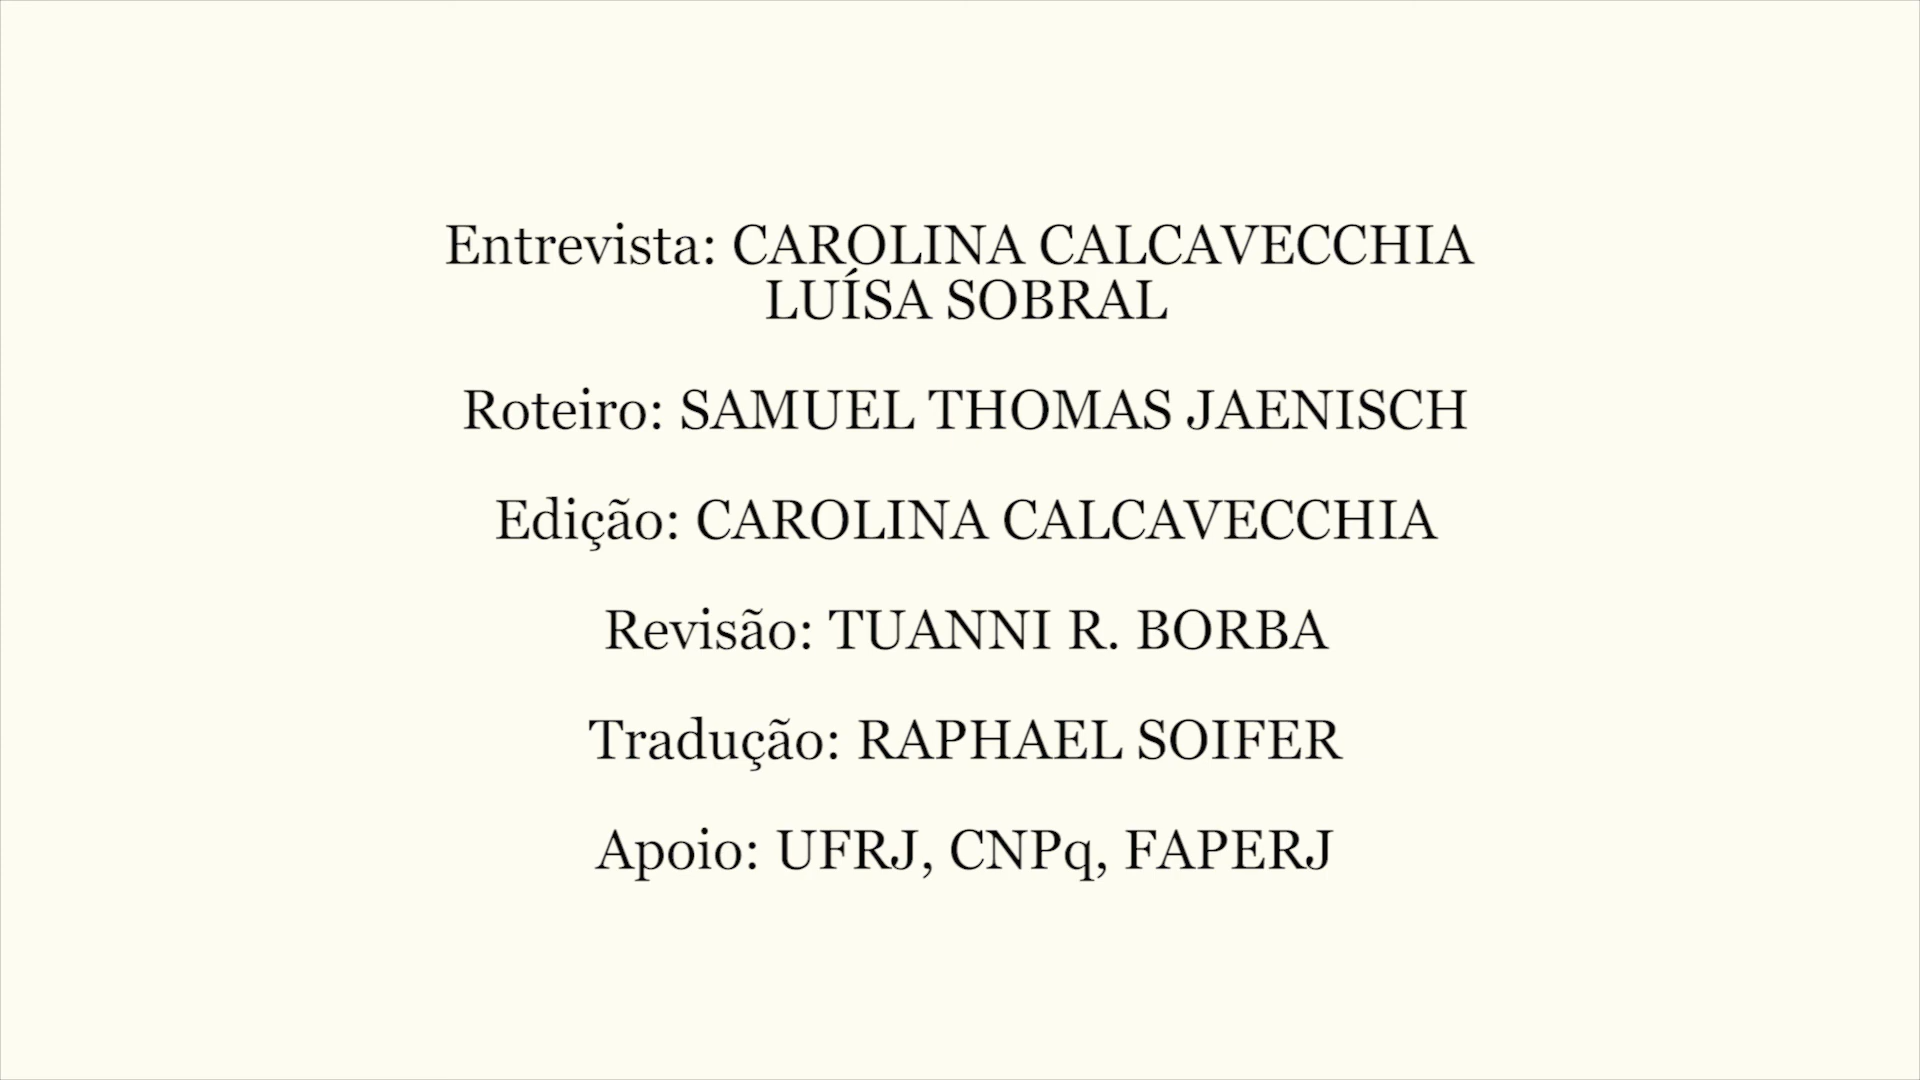 Entrevista: CAROLINA CALCAVECCHIA
LUÍSA SOBRAL
Roteiro: SAMUEL THOMAS JAENISCH
Edição: CAROLINA CALCAVECCHIA
Revisão: TUANNI R. BORBA
Tradução: RAPHAEL SOIFER
Apoio: UFRJ, CNPq, FAPERJ